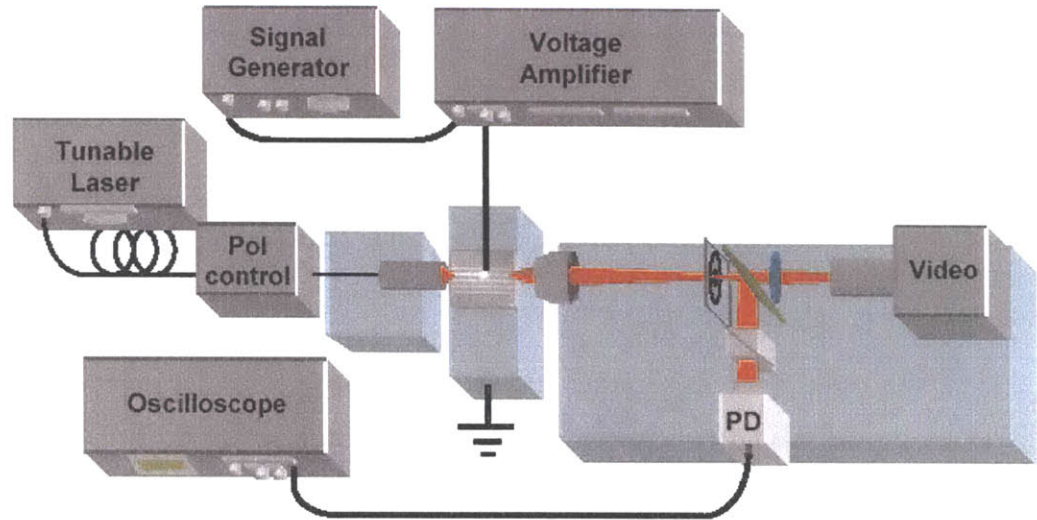 Signal
Generator
Voltage
Amplifier
Tunable
Laser
Pol
control
Video
Oscilloscope
PD